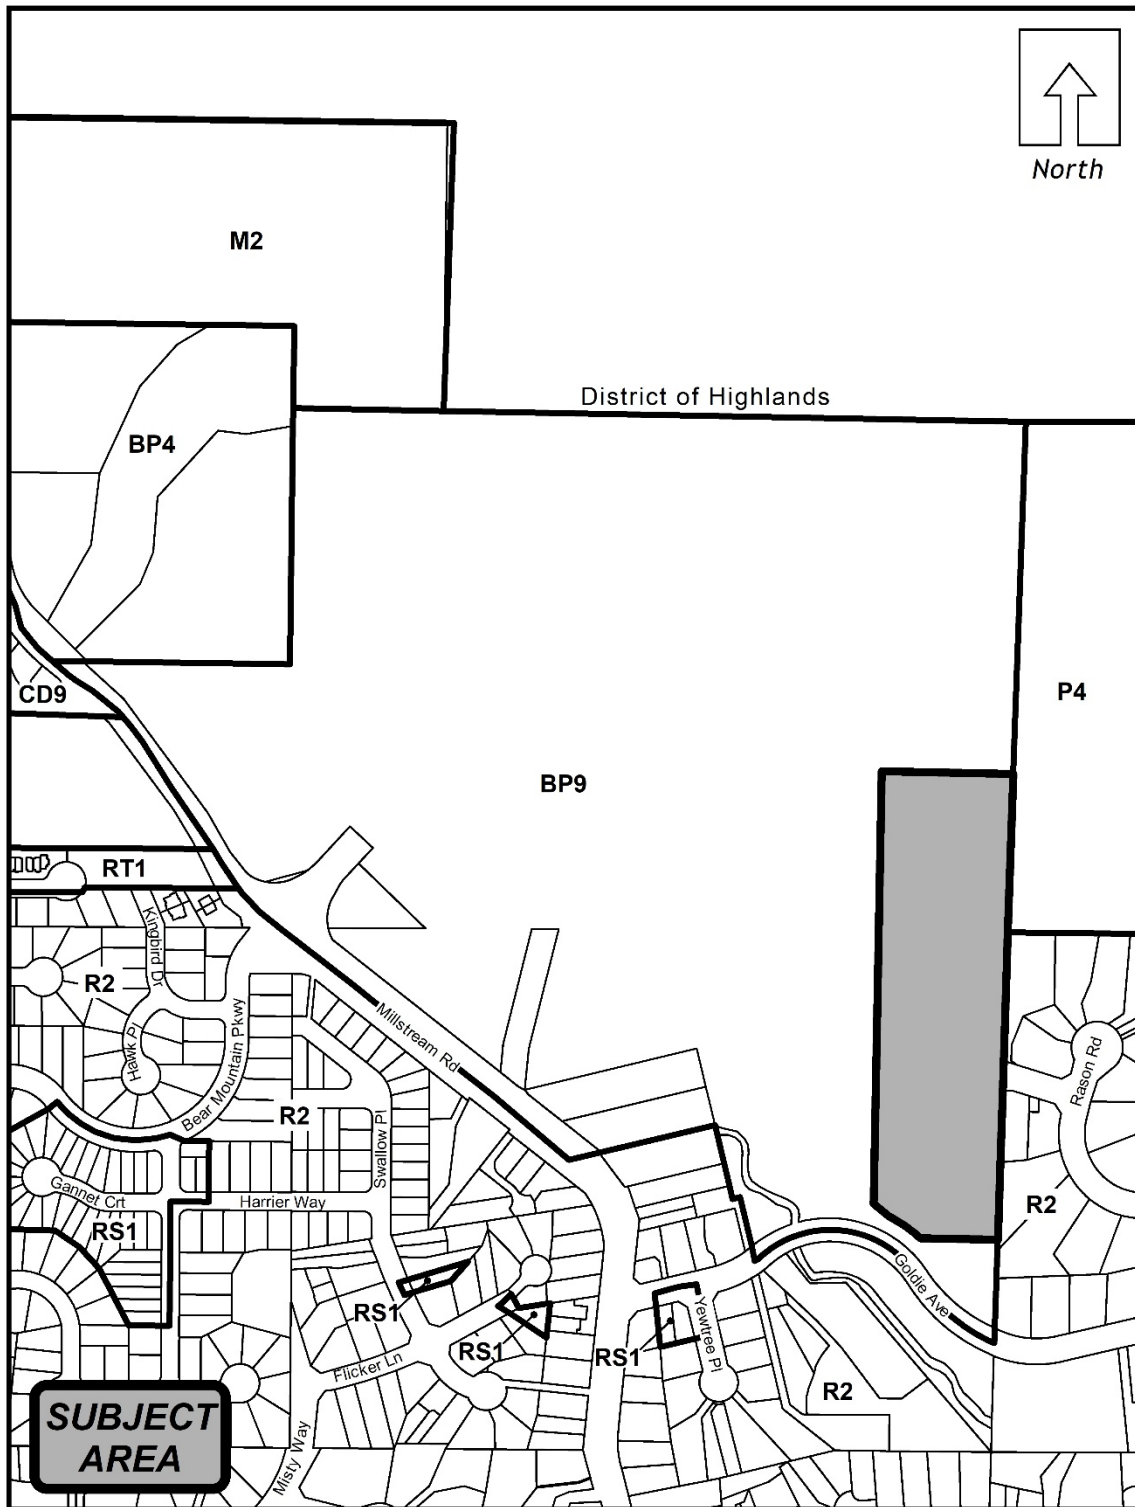 North
M2
District of Highlands
BP4
CD9
P4
BP9
RT1
Kingbird Dr
R2
Hawk Pl
Bear Mountain Pkwy
Millstream Rd
Rason Rd
R2
Swallow Pl
Gannet Crt
Harrier Way
RS1
R2
Goldie Ave
RS1
RS1
RS1
Yewtree Pl
Flicker Ln
R2
Misty Way
SUBJECT
AREA